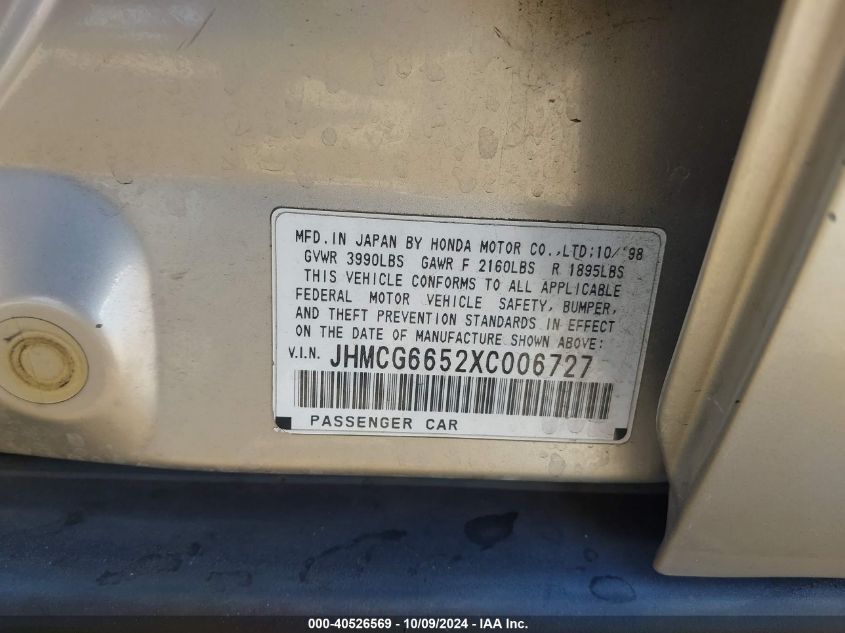 MFD. IN JAPAN BY HONDA MOTOR CO.,LTD;10/'98
GVWR 3990LBS GAWR F 2160LBS R 1895LBS
THIS VEHICLE CONFORMS TO ALL APPLICABLE
FEDERAL MOTOR VEHICLE SAFETY, BUMPER,
AND THEFT PREVENTION STANDARDS IN EFFECT
ON THE DATE OF MANUFACTURE SHOWN ABOVE:
V.I.N. JHMCG6652XC006727
PASSENGER CAR
000-40526569 - 10/09/2024 - IAA Inc.